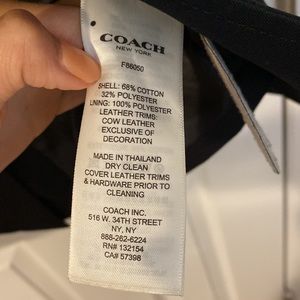 COACH
NEW YORK
F86050
SHELL: 68% COTTON
32% POLYESTER
LINING: 100% POLYESTER
LEATHER TRIMS:
COW LEATHER
EXCLUSIVE OF
DECORATION
MADE IN THAILAND
DRY CLEAN
COVER LEATHER TRIMS
& HARDWARE PRIOR TO
CLEANING
COACH INC.
516 W. 34TH STREET
NY, NY
888-262-6224
RN# 132154
CA# 57398